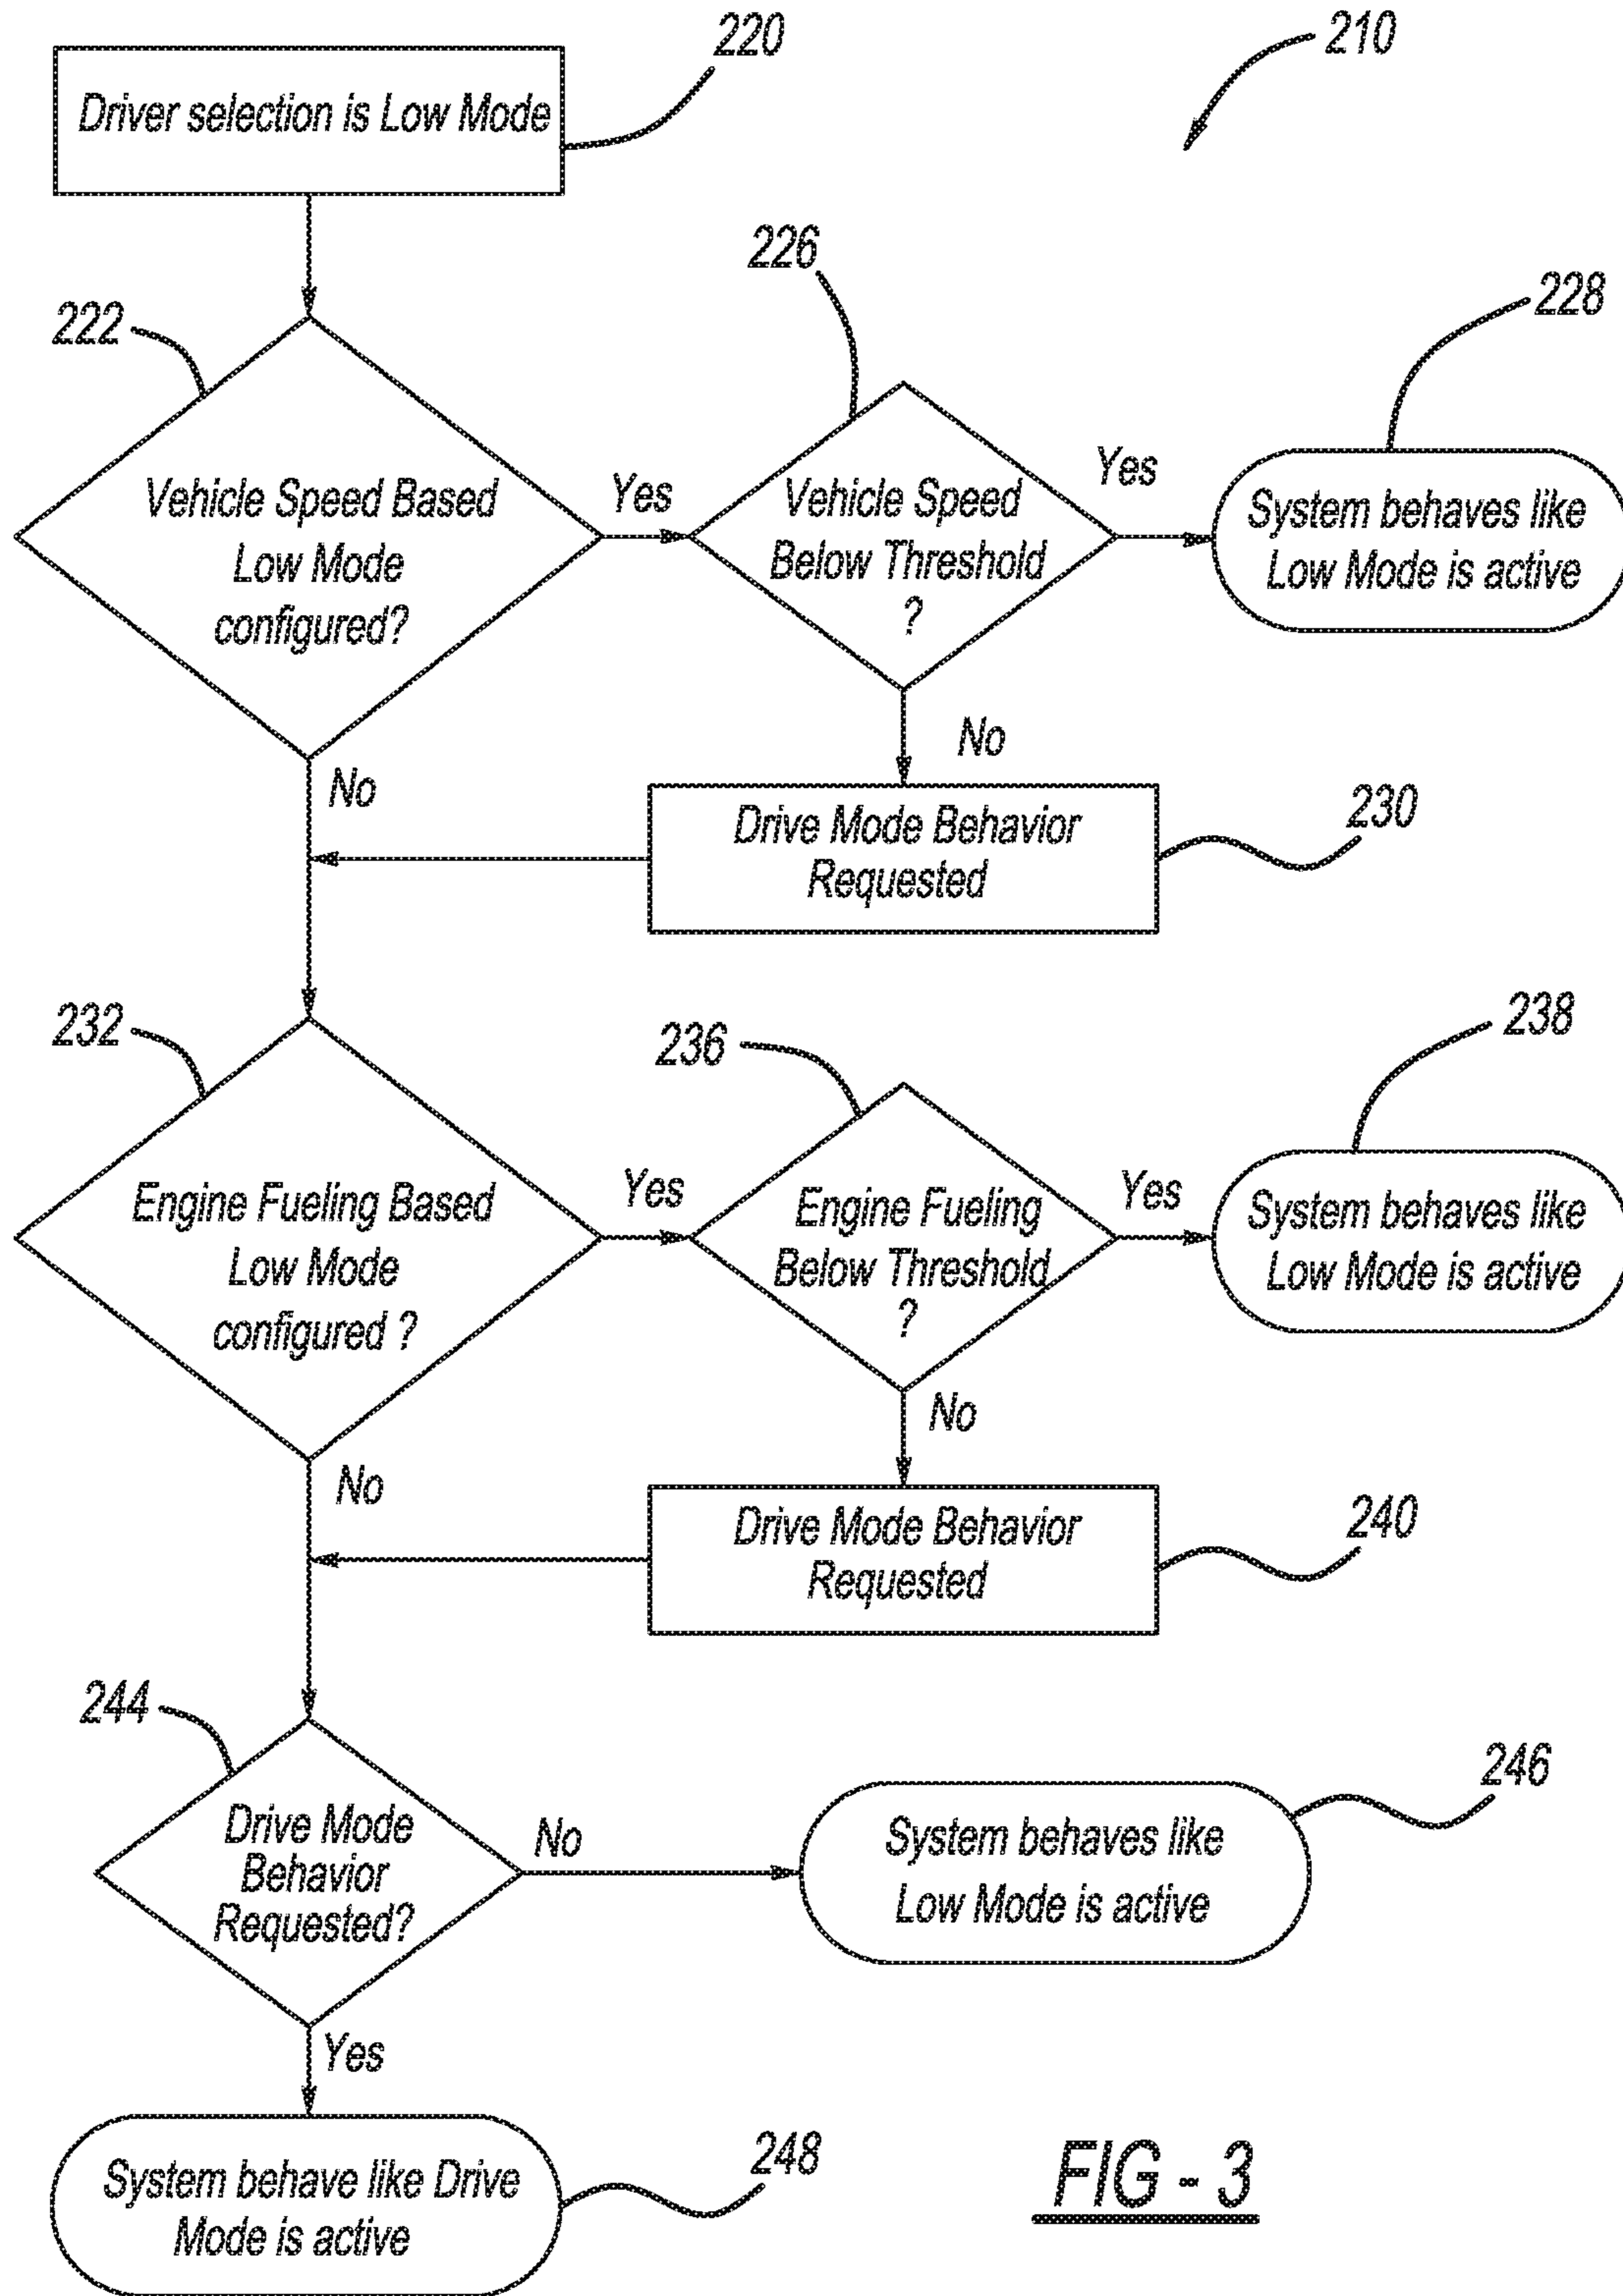 220
210
Driver selection is Low Mode
226
228
222
Vehicle Speed Based
Low Mode
configured?
Yes
Vehicle Speed
Below Threshold
?
Yes
System behaves like
Low Mode is active
No
No
Drive Mode Behavior
Requested
230
232
236
238
Engine Fueling Based
Low Mode
configured ?
Yes
Engine Fueling
Below Threshold
?
Yes
System behaves like
Low Mode is active
No
No
Drive Mode Behavior
Requested
240
244
246
Drive Mode
Behavior
Requested?
No
System behaves like
Low Mode is active
Yes
System behave like Drive
Mode is active
248
FIG - 3